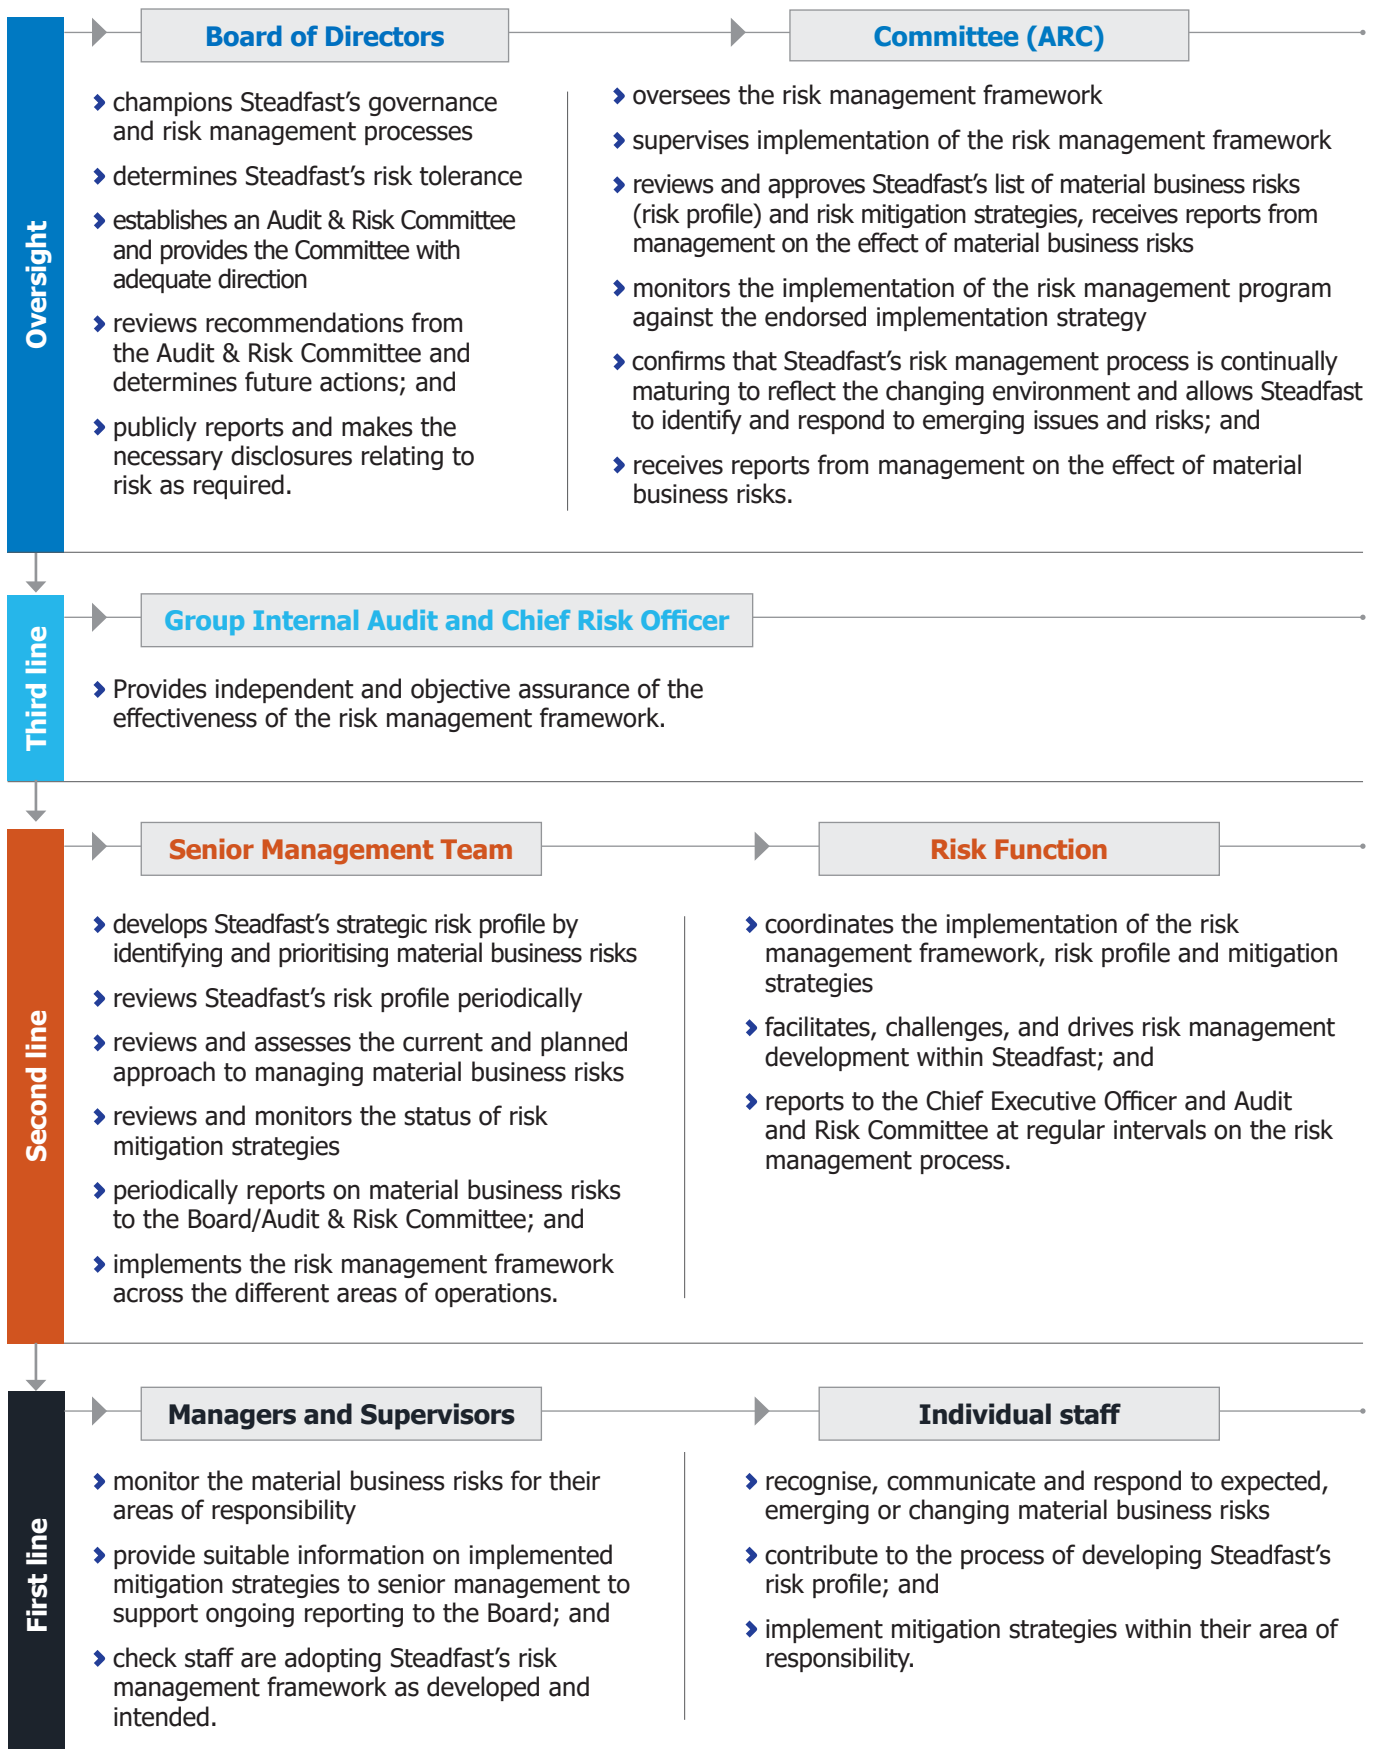 Oversight
Board of Directors
champions Steadfast’s governance
and risk management processes
determines Steadfast’s risk tolerance
establishes an Audit & Risk Committee
and provides the Committee with
adequate direction
reviews recommendations from
the Audit & Risk Committee and
determines future actions; and
publicly reports and makes the
necessary disclosures relating to
risk as required.
Committee (ARC)
oversees the risk management framework
supervises implementation of the risk management framework
reviews and approves Steadfast’s list of material business risks
(risk profile) and risk mitigation strategies, receives reports from
management on the effect of material business risks
monitors the implementation of the risk management program
against the endorsed implementation strategy
confirms that Steadfast’s risk management process is continually
maturing to reflect the changing environment and allows Steadfast
to identify and respond to emerging issues and risks; and
receives reports from management on the effect of material
business risks.
Third line
Group Internal Audit and Chief Risk Officer
Provides independent and objective assurance of the
effectiveness of the risk management framework.
Second line
Senior Management Team
develops Steadfast’s strategic risk profile by
identifying and prioritising material business risks
reviews Steadfast’s risk profile periodically
reviews and assesses the current and planned
approach to managing material business risks
reviews and monitors the status of risk
mitigation strategies
periodically reports on material business risks
to the Board/Audit & Risk Committee; and
implements the risk management framework
across the different areas of operations.
Risk Function
coordinates the implementation of the risk
management framework, risk profile and mitigation
strategies
facilitates, challenges, and drives risk management
development within Steadfast; and
reports to the Chief Executive Officer and Audit
and Risk Committee at regular intervals on the risk
management process.
First line
Managers and Supervisors
monitor the material business risks for their
areas of responsibility
provide suitable information on implemented
mitigation strategies to senior management to
support ongoing reporting to the Board; and
check staff are adopting Steadfast’s risk
management framework as developed and
intended.
Individual staff
recognise, communicate and respond to expected,
emerging or changing material business risks
contribute to the process of developing Steadfast’s
risk profile; and
implement mitigation strategies within their area of
responsibility.